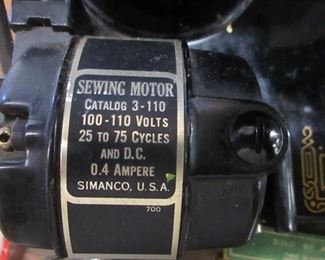 SEWING MOTOR
CATALOG 3-110
100-110 VOLTS
25 TO 75 CYCLES
AND D.C.
0.4 AMPERE
SIMANCO, U.S.A.
700